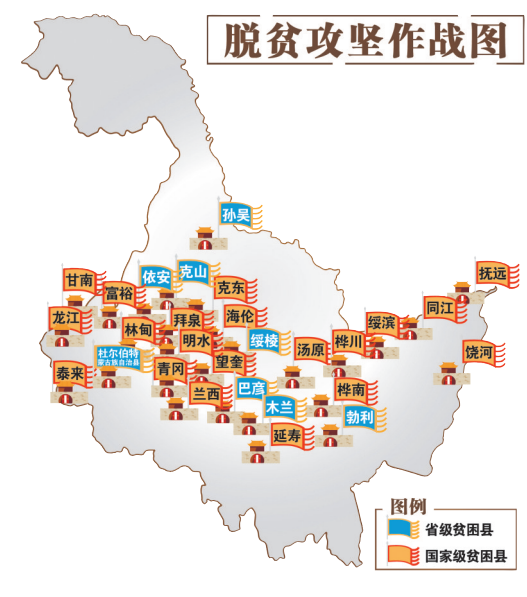 脱贫攻坚作战图
孙吴
甘南
富裕
依安
克山
克东
抚远
龙江
林甸
拜泉
海伦
绥滨
同江
杜尔伯特
蒙古族自治县
明水
绥棱
汤原
桦川
饶河
泰来
青冈
望奎
兰西
巴彦
木兰
桦南
勃利
延寿
图例
省级贫困县
国家级贫困县